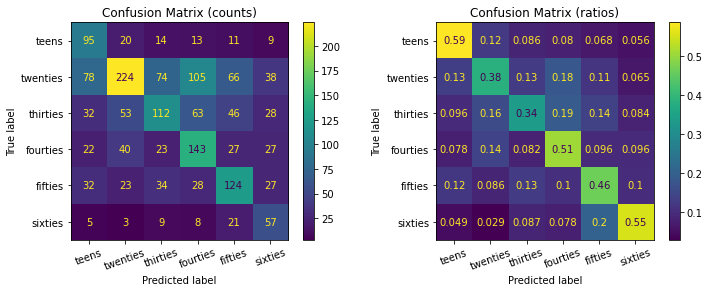 Confusion Matrix (counts)
teens 95 20 14 13 11 9
twenties 78 224 74 105 66 38
thirties 32 53 112 63 46 28
fourties 22 40 23 143 27 27
fifties 32 23 34 28 124 27
sixties 5 3 9 8 21 57
teens twenties thirties fourties fifties sixties
True label
Predicted label
200
175
150
125
100
75
50
25
Confusion Matrix (ratios)
teens 0.59 0.12 0.086 0.08 0.068 0.056
twenties 0.13 0.38 0.13 0.18 0.11 0.065
thirties 0.096 0.16 0.34 0.19 0.14 0.084
fourties 0.078 0.14 0.082 0.51 0.096 0.096
fifties 0.12 0.086 0.13 0.1 0.46 0.1
sixties 0.049 0.029 0.087 0.078 0.2 0.55
teens twenties thirties fourties fifties sixties
True label
Predicted label
0.5
0.4
0.3
0.2
0.1